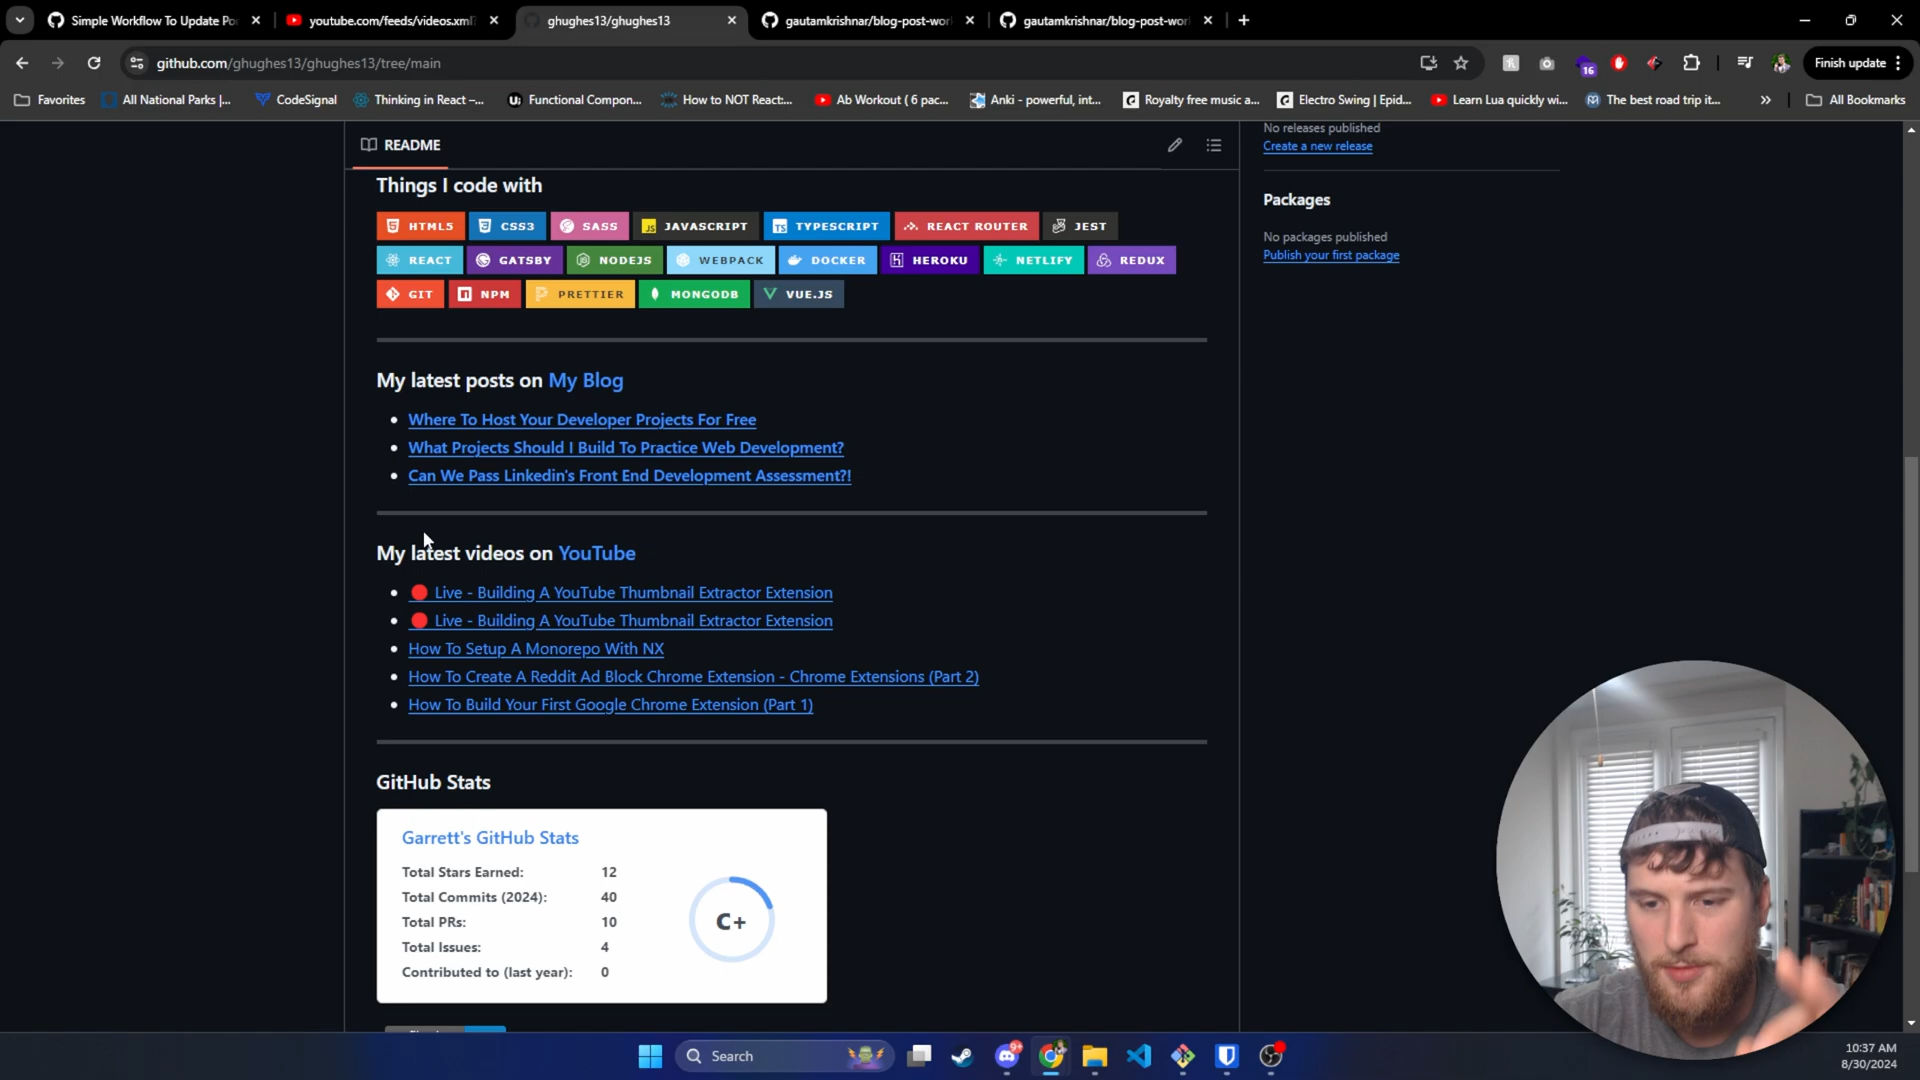 Simple Workflow To Update Po
youtube.com/feeds/videos.xml?
ghughes13/ghughes13
gautamkrishnar/blog-post-wor
gautamkrishnar/blog-post-wor
github.com/ghughes13/ghughes13/tree/main
16
Finish update
Favorites
All National Parks |...
CodeSignal
Thinking in React –...
Functional Compon...
How to NOT React:...
Ab Workout ( 6 pac...
Anki - powerful, int...
Royalty free music a...
Electro Swing | Epid...
Learn Lua quickly wi...
The best road trip it...
All Bookmarks
README
No releases published
Create a new release
Packages
No packages published
Publish your first package
Things I code with
HTML5 CSS3 SASS JAVASCRIPT TYPESCRIPT REACT ROUTER JEST
REACT GATSBY NODEJS WEBPACK DOCKER HEROKU NETLIFY REDUX
GIT NPM PRETTIER MONGODB VUE.JS
My latest posts on My Blog
Where To Host Your Developer Projects For Free
What Projects Should I Build To Practice Web Development?
Can We Pass Linkedin's Front End Development Assessment?!
My latest videos on YouTube
Live - Building A YouTube Thumbnail Extractor Extension
Live - Building A YouTube Thumbnail Extractor Extension
How To Setup A Monorepo With NX
How To Create A Reddit Ad Block Chrome Extension - Chrome Extensions (Part 2)
How To Build Your First Google Chrome Extension (Part 1)
GitHub Stats
Garrett's GitHub Stats
Total Stars Earned: 12
Total Commits (2024): 40
Total PRs: 10
Total Issues: 4
Contributed to (last year): 0
C+
Search
10:37 AM
8/30/2024